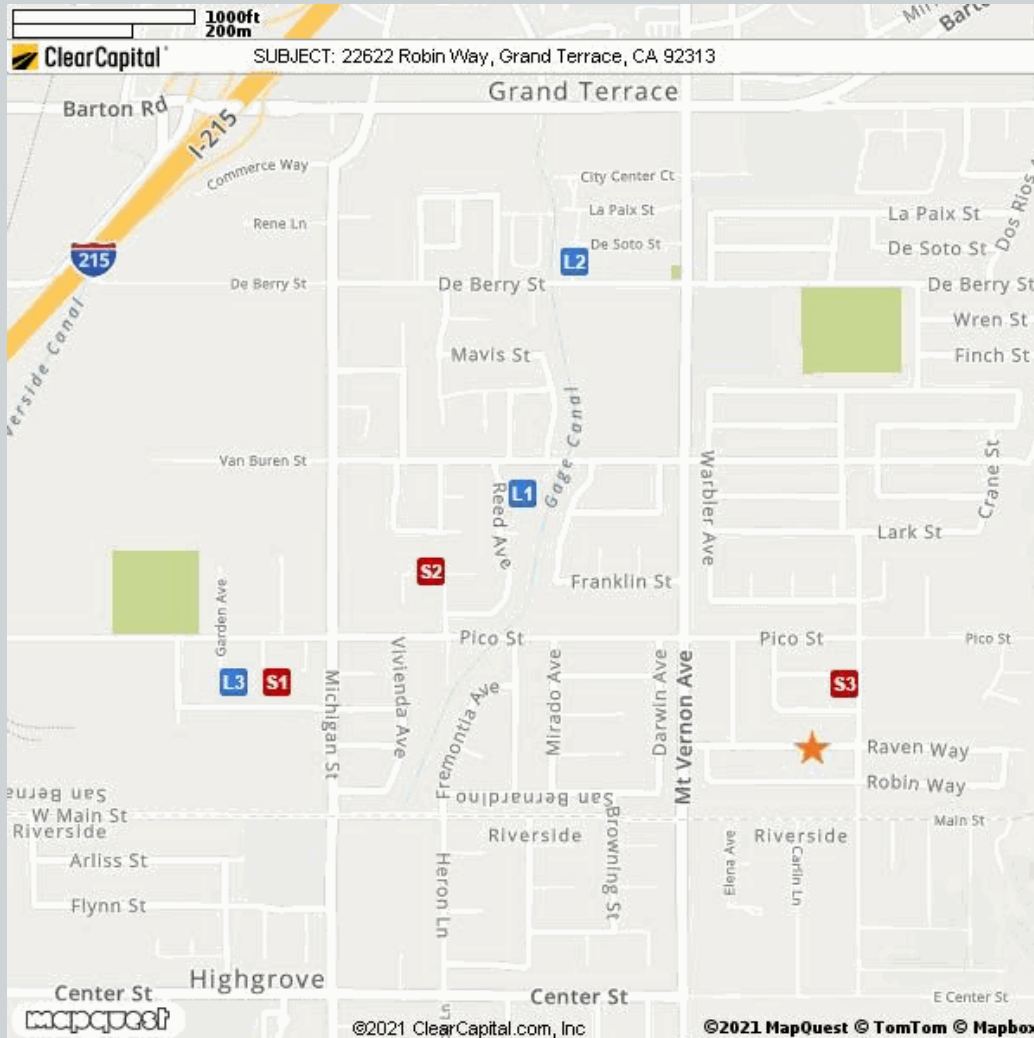 1000ft
200m
Barton
ClearCapital
SUBJECT: 22622 Robin Way, Grand Terrace, CA 92313
Grand Terrace
Barton Rd
I-215
Commerce Way
City Center Ct
La Paix St
La Paix St
Rene Ln
De Soto St
De Soto St
Dos Rios
215
L2
De Berry St
De Berry St
De Berry St
Wren St
Finch St
Mavis St
verside Canal
Gage Canal
Van Buren St
Warbler Ave
Crane St
L1
Reed Ave
Lark St
S2
Franklin St
Garden Ave
Pico St
Pico St
Pico St
Vivienda Ave
L3
S1
Michigan St
Fremontia Ave
Mirado Ave
Darwin Ave
Mt Vernon Ave
S3
Raven Way
Robin Way
San Berna
San Bernardino
W Main St
Riverside
Riverside
Riverside
Main St
Browning St
Elena Ave
Carlin Ln
Arliss St
Heron Ln
Flynn St
Highgrove
Center St
Center St
E Center St
S
mapquest
©2021 ClearCapital.com, Inc
©2021 MapQuest © TomTom © Mapbox